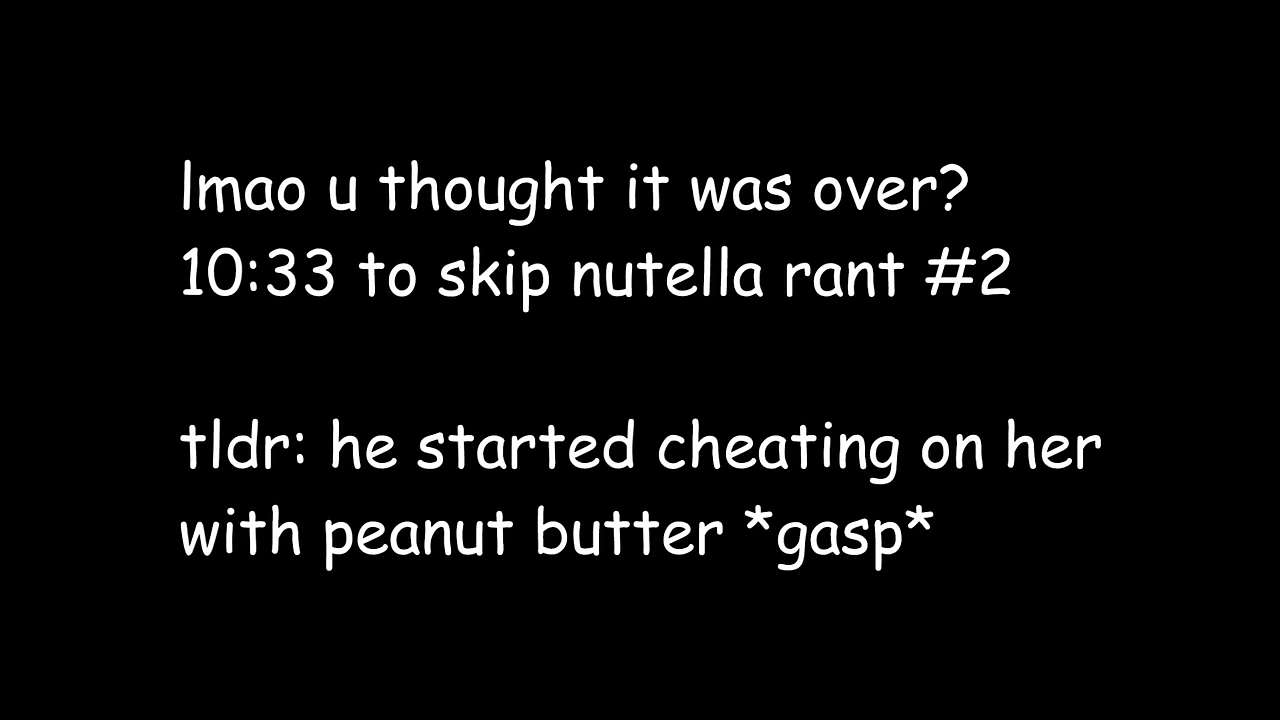 lmao u thought it was over?
10:33 to skip nutella rant #2
tldr: he started cheating on her
with peanut butter *gasp*